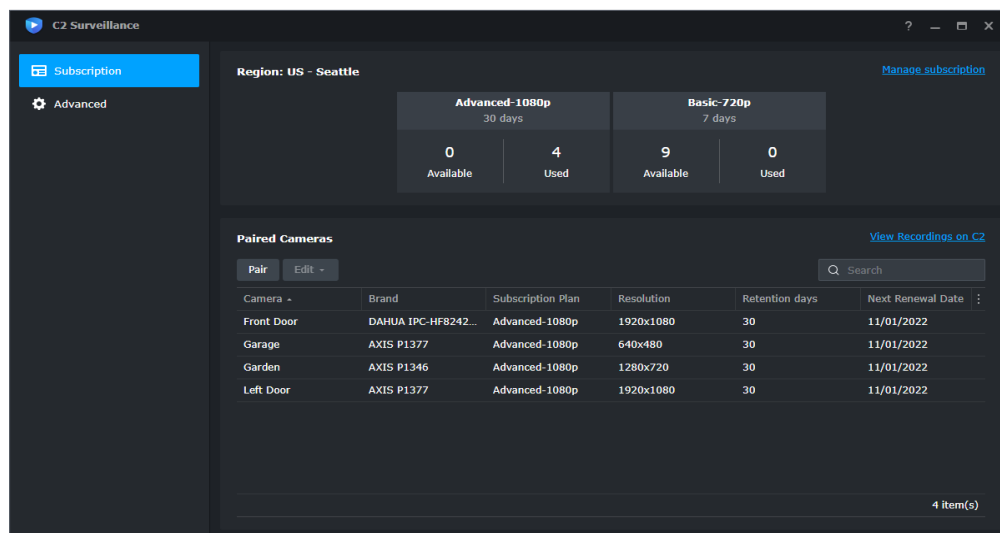 C2 Surveillance
?
Subscription
Advanced
Region: US - Seattle
Manage subscription
Advanced-1080p
30 days
Basic-720p
7 days
0
4
9
0
Available
Used
Available
Used
Paired Cameras
View Recordings on C2
Pair
Edit
Search
Camera Brand Subscription Plan Resolution Retention days Next Renewal Date
Front Door DAHUA IPC-HF8242... Advanced-1080p 1920x1080 30 11/01/2022
Garage AXIS P1377 Advanced-1080p 640x480 30 11/01/2022
Garden AXIS P1346 Advanced-1080p 1280x720 30 11/01/2022
Left Door AXIS P1377 Advanced-1080p 1920x1080 30 11/01/2022
4 item(s)